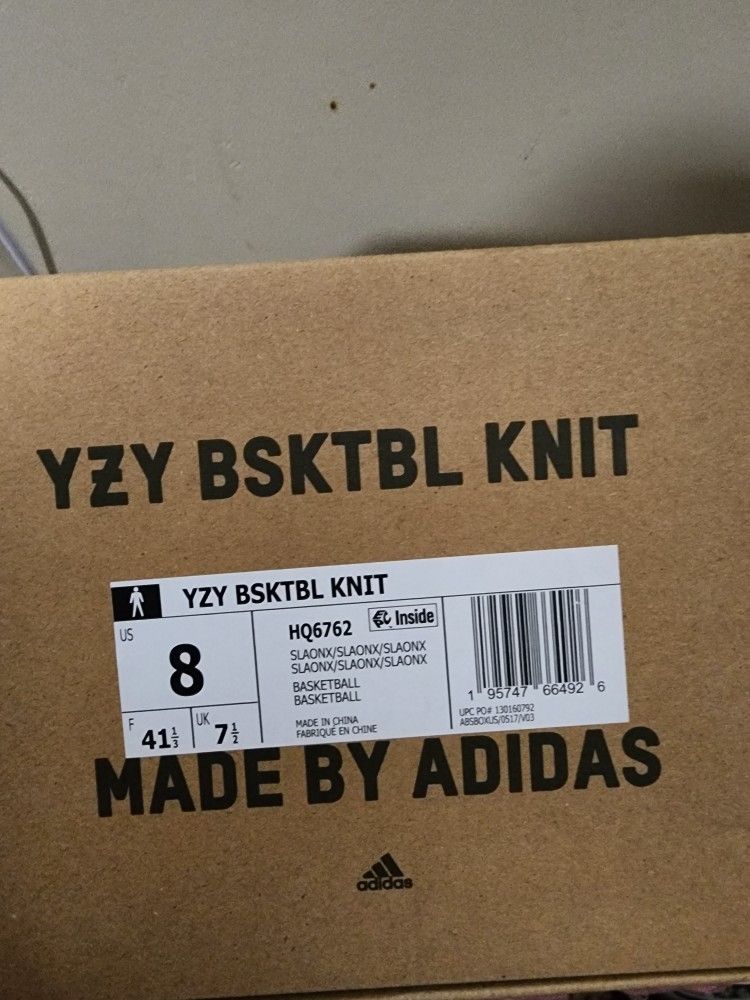 YZY BSKTBL KNIT
YZY BSKTBL KNIT
US
8
F
41⅓
UK
7½
HQ6762
Inside
SLAONX/SLAONX/SLAONX
SLAONX/SLAONX/SLAONX
BASKETBALL
BASKETBALL
MADE IN CHINA
FABRIQUÉ EN CHINE
1 95747 66492 6
UPC PO# 130160792
ABSBOXUS/0517/V03
MADE BY ADIDAS
adidas